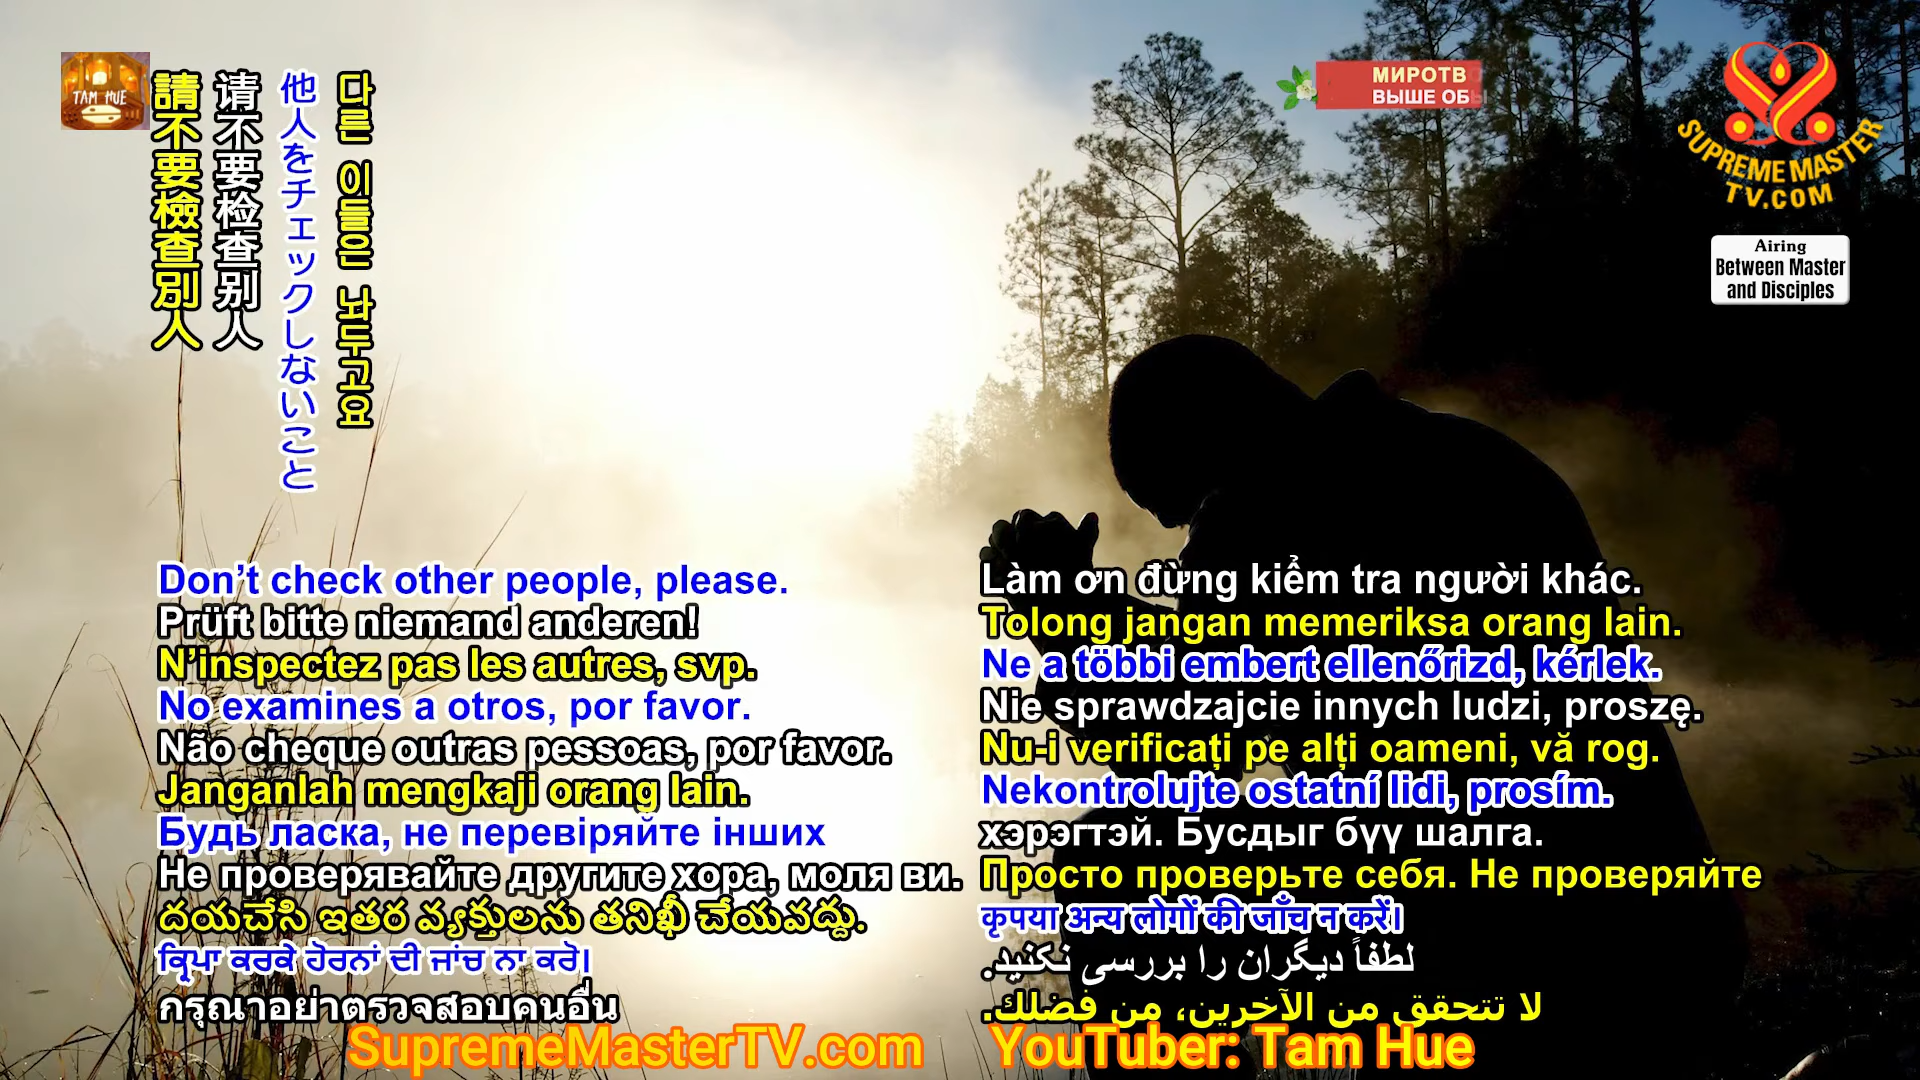 TAM HUE
請不要檢查別人
请不要检查别人
他人をチェックしないこと
다른 이들은 놔두고요
МИРОТВ
ВЫШЕ ОБЫ
SUPREME MASTER
TV.COM
Airing
Between Master
and Disciples
Don’t check other people, please.
Prüft bitte niemand anderen!
N’inspectez pas les autres, svp.
No examines a otros, por favor.
Não cheque outras pessoas, por favor.
Janganlah mengkaji orang lain.
Будь ласка, не перевіряйте інших
Не проверявайте другите хора, моля ви.
దయచేసి ఇతర వ్యక్తులను తనిఖీ చేయవద్దు.
ਕ੍ਰਿਪਾ ਕਰਕੇ ਹੋਰਨਾਂ ਦੀ ਜਾਂਚ ਨਾ ਕਰੋ।
กรุณาอย่าตรวจสอบคนอื่น
Làm ơn đừng kiểm tra người khác.
Tolong jangan memeriksa orang lain.
Ne a többi embert ellenőrizd, kérlek.
Nie sprawdzajcie innych ludzi, proszę.
Nu-i verificați pe alți oameni, vă rog.
Nekontrolujte ostatní lidi, prosím.
хэрэгтэй. Бусдыг бүү шалга.
Просто проверьте себя. Не проверяйте
कृपया अन्य लोगों की जाँच न करें।
لطفاً دیگران را بررسی نکنید.
لا تتحقق من الآخرين، من فضلك.
SupremeMasterTV.com
YouTuber: Tam Hue